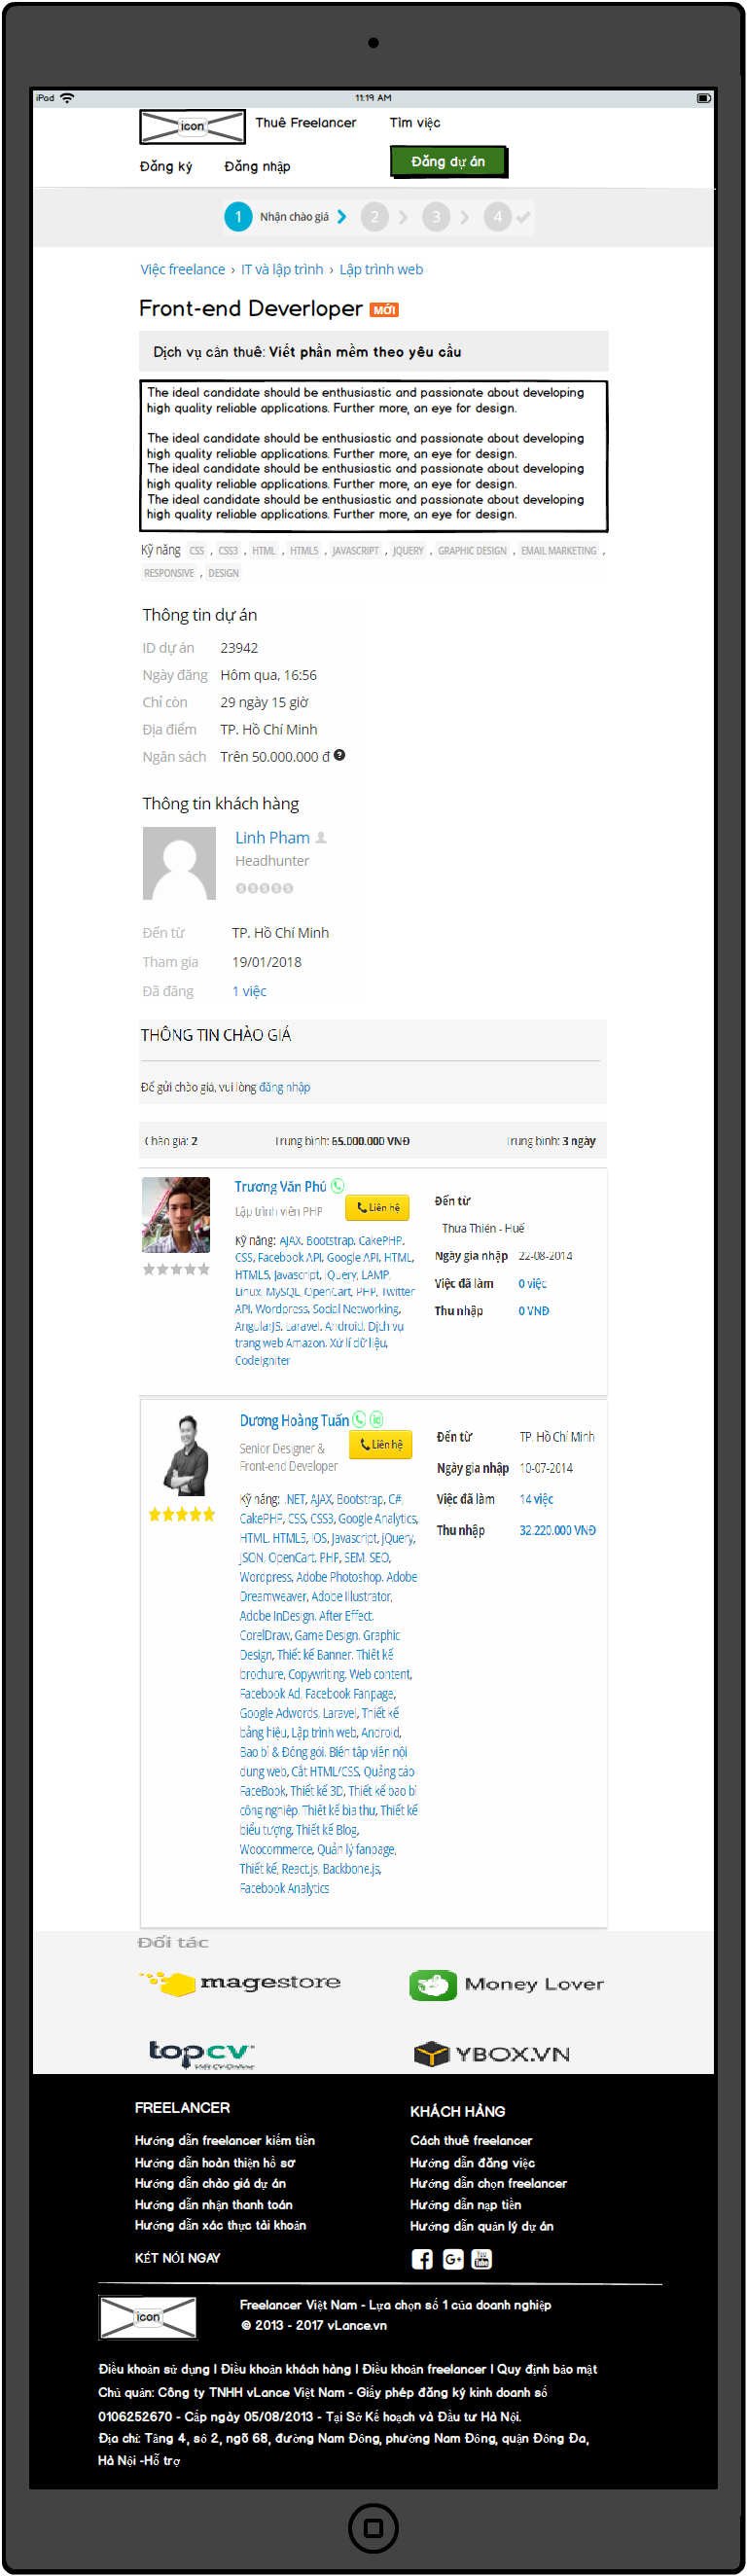 iPad 11:19 AM
icon Thuê Freelancer Tìm việc
Đăng ký Đăng nhập Đăng dự án
1 Nhận chào giá 2 3 4
Việc freelance › IT và lập trình › Lập trình web
Front-end Deverloper MỚI
Dịch vụ cần thuê: Viết phần mềm theo yêu cầu
The ideal candidate should be enthusiastic and passionate about developing
high quality reliable applications. Further more, an eye for design.
The ideal candidate should be enthusiastic and passionate about developing
high quality reliable applications. Further more, an eye for design.
The ideal candidate should be enthusiastic and passionate about developing
high quality reliable applications. Further more, an eye for design.
The ideal candidate should be enthusiastic and passionate about developing
high quality reliable applications. Further more, an eye for design.
Kỹ năng CSS , CSS3 , HTML , HTML5 , JAVASCRIPT , JQUERY , GRAPHIC DESIGN , EMAIL MARKETING ,
RESPONSIVE , DESIGN
Thông tin dự án
ID dự án 23942
Ngày đăng Hôm qua, 16:56
Chỉ còn 29 ngày 15 giờ
Địa điểm TP. Hồ Chí Minh
Ngân sách Trên 50.000.000 đ ?
Thông tin khách hàng
Linh Pham
Headhunter
Đến từ TP. Hồ Chí Minh
Tham gia 19/01/2018
Đã đăng 1 việc
THÔNG TIN CHÀO GIÁ
Để gửi chào giá, vui lòng đăng nhập
Chào giá: 2 Trung bình: 65.000.000 VNĐ Trung bình: 3 ngày
Trương Văn Phú
Lập trình viên PHP Liên hệ
Kỹ năng: AJAX, Bootstrap, CakePHP,
CSS, Facebook API, Google API, HTML,
HTML5, Javascript, jQuery, LAMP,
Linux, MySQL, OpenCart, PHP, Twitter
API, Wordpress, Social Networking,
AngularJS, Laravel, Android, Dịch vụ
trang web Amazon, Xử lí dữ liệu,
CodeIgniter
Đến từ
Thừa Thiên - Huế
Ngày gia nhập 22-08-2014
Việc đã làm 0 việc
Thu nhập 0 VNĐ
Dương Hoàng Tuấn id
Senior Designer & Liên hệ
Front-end Developer
Kỹ năng: .NET, AJAX, Bootstrap, C#,
CakePHP, CSS, CSS3, Google Analytics,
HTML, HTML5, iOS, Javascript, jQuery,
JSON, OpenCart, PHP, SEM, SEO,
Wordpress, Adobe Photoshop, Adobe
Dreamweaver, Adobe Illustrator,
Adobe InDesign, After Effect,
CorelDraw, Game Design, Graphic
Design, Thiết kế Banner, Thiết kế
brochure, Copywriting, Web content,
Facebook Ad, Facebook Fanpage,
Google Adwords, Laravel, Thiết kế
bảng hiệu, Lập trình web, Android,
Bao bì & Đóng gói, Biên tập viên nội
dung web, Cắt HTML/CSS, Quảng cáo
FaceBook, Thiết kế 3D, Thiết kế bao bì
công nghiệp, Thiết kế bìa thư, Thiết kế
biểu tượng, Thiết kế Blog,
Woocommerce, Quản lý fanpage,
Thiết kế, React.js, Backbone.js,
Facebook Analytics
Đến từ TP. Hồ Chí Minh
Ngày gia nhập 10-07-2014
Việc đã làm 14 việc
Thu nhập 32.220.000 VNĐ
Đối tác
magestore Money Lover
topcv Viết CV Online YBOX.VN
FREELANCER
Hướng dẫn freelancer kiếm tiền
Hướng dẫn hoàn thiện hồ sơ
Hướng dẫn chào giá dự án
Hướng dẫn nhận thanh toán
Hướng dẫn xác thực tài khoản
KHÁCH HÀNG
Cách thuê freelancer
Hướng dẫn đăng việc
Hướng dẫn chọn freelancer
Hướng dẫn nạp tiền
Hướng dẫn quản lý dự án
KẾT NỐI NGAY f G+ You Tube
icon Freelancer Việt Nam - Lựa chọn số 1 của doanh nghiệp
© 2013 - 2017 vLance.vn
Điều khoản sử dụng | Điều khoản khách hàng | Điều khoản freelancer | Quy định bảo mật
Chủ quản: Công ty TNHH vLance Việt Nam - Giấy phép đăng ký kinh doanh số
0106252670 - Cấp ngày 05/08/2013 - Tại Sở Kế hoạch và Đầu tư Hà Nội.
Địa chỉ: Tầng 4, số 2, ngõ 68, đường Nam Đồng, phường Nam Đồng, quận Đống Đa,
Hà Nội -Hỗ trợ